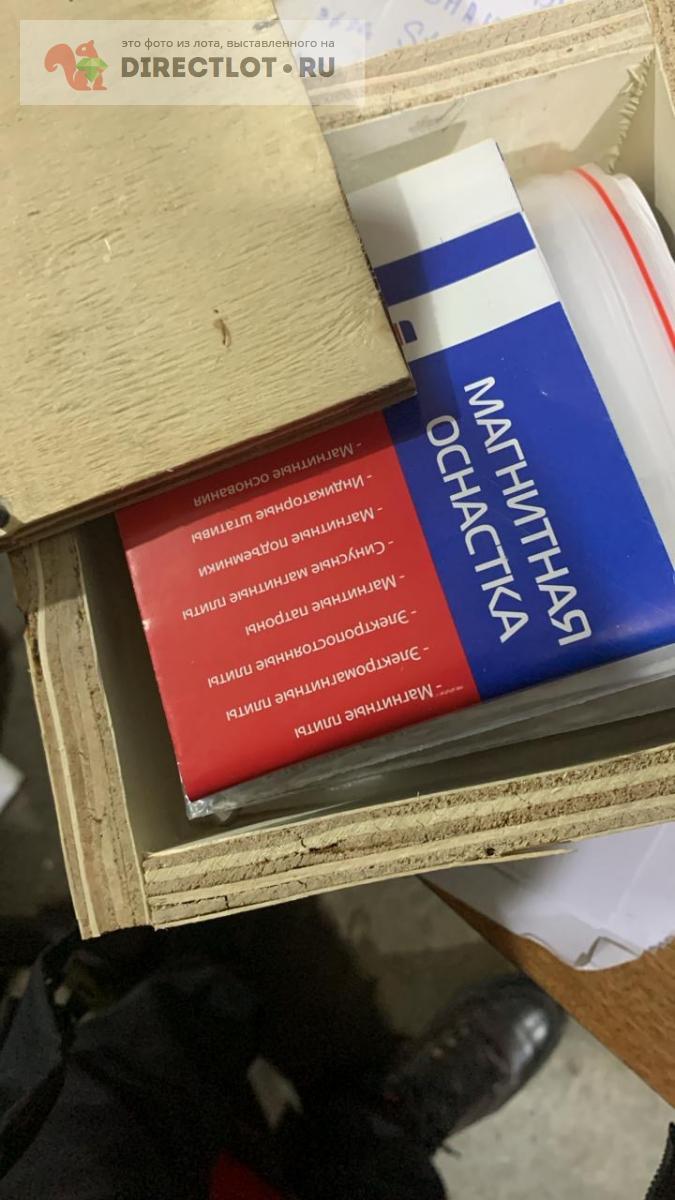 это фото из лота, выставленного на
DIRECTLOT.RU
МАГНИТНАЯ
ОСНАСТКА
- Магнитные плиты
- Электромагнитные плиты
- Электропостоянные плиты
- Магнитные патроны
- Синусные магнитные плиты
- Магнитные подъемники
- Индикаторные штативы
- Магнитные основания